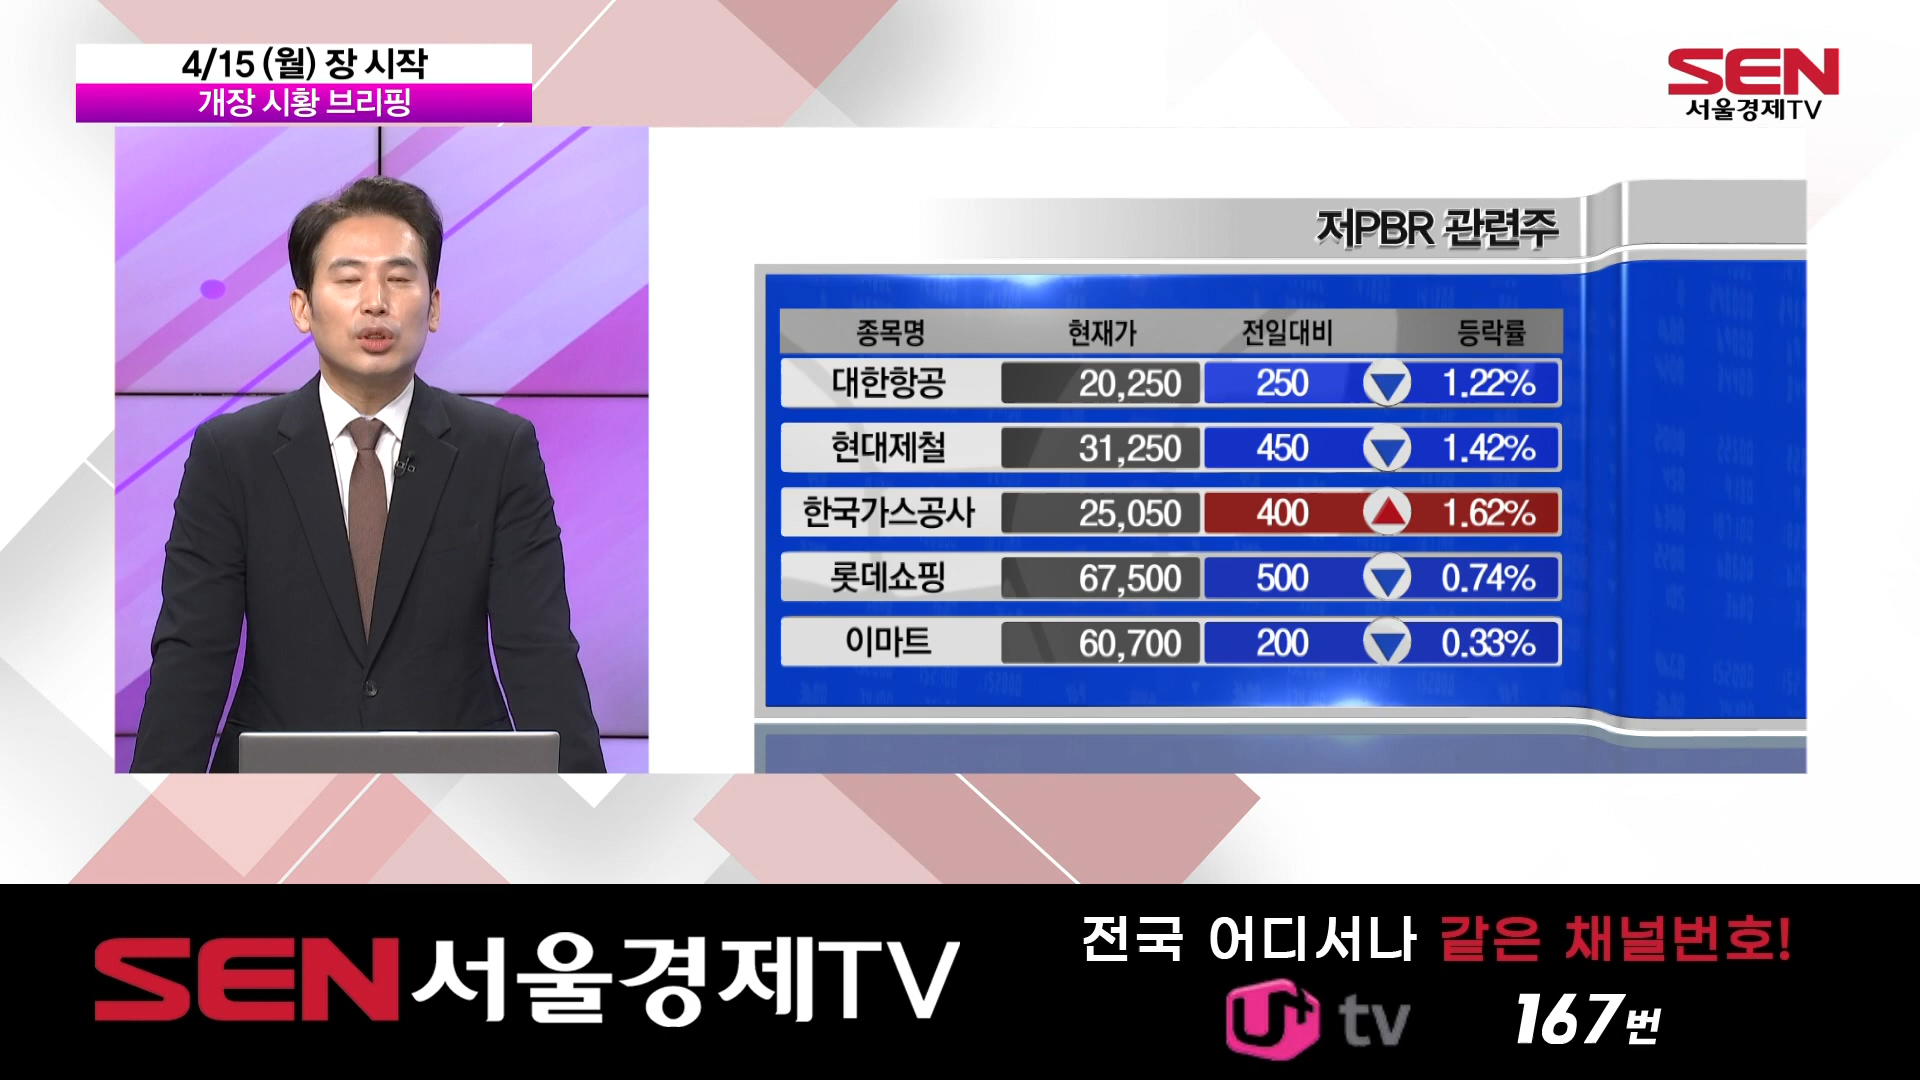 4/15 (월) 장 시작
개장 시황 브리핑
SEN
서울경제TV
저PBR 관련주
종목명 현재가 전일대비 등락률
대한항공 20,250 250 ▼ 1.22%
현대제철 31,250 450 ▼ 1.42%
한국가스공사 25,050 400 ▲ 1.62%
롯데쇼핑 67,500 500 ▼ 0.74%
이마트 60,700 200 ▼ 0.33%
SEN서울경제TV
전국 어디서나 같은 채널번호!
U+ tv 167번